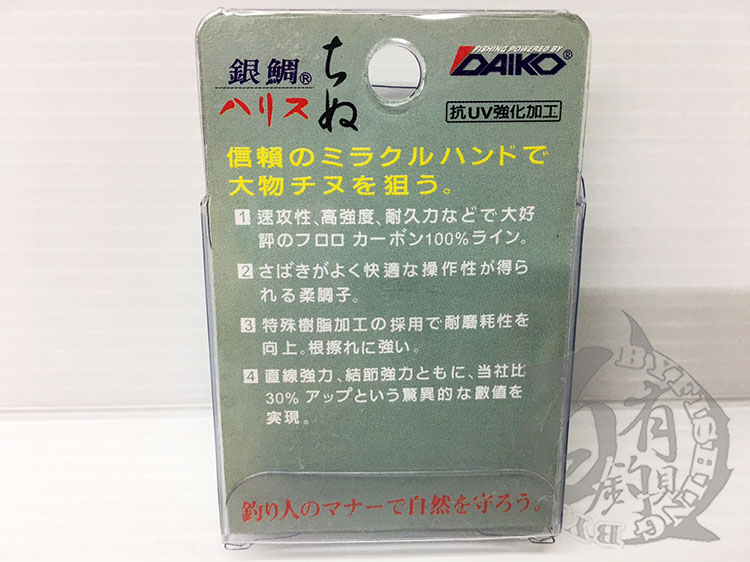 銀鯛®
ハリス
ちぬ
FISHING POWERED BY
DAIKO®
抗UV強化加工
信賴のミラクルハンドで
大物チヌを狙う。
1 速攻性、高強度、耐久力などで大好
評のフロロ カーボン100%ライン。
2 さばきがよく快適な操作性が得ら
れる柔調子。
3 特殊樹脂加工の採用で耐磨耗性を
向上。根擦れに強い。
4 直線強力、結節強力ともに、当社比
30% アップという驚異的な數值を
実現。
釣り人のマナーで自然を守ろう。
BYFISHING
有
釣